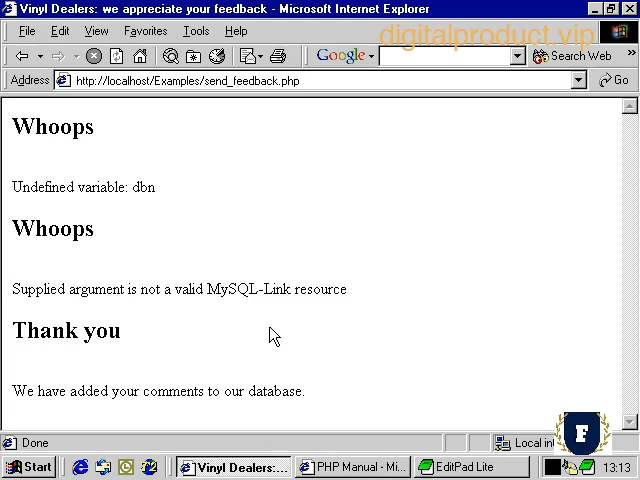 Vinyl Dealers: we appreciate your feedback - Microsoft Internet Explorer
File Edit View Favorites Tools Help
digitalproduct.vip
Google Search Web
Address http://localhost/Examples/send_feedback.php Go
Whoops
Undefined variable: dbn
Whoops
Supplied argument is not a valid MySQL-Link resource
Thank you
We have added your comments to our database.
F
Done Local in
Start Vinyl Dealers:... PHP Manual - Mi... EditPad Lite 13:13